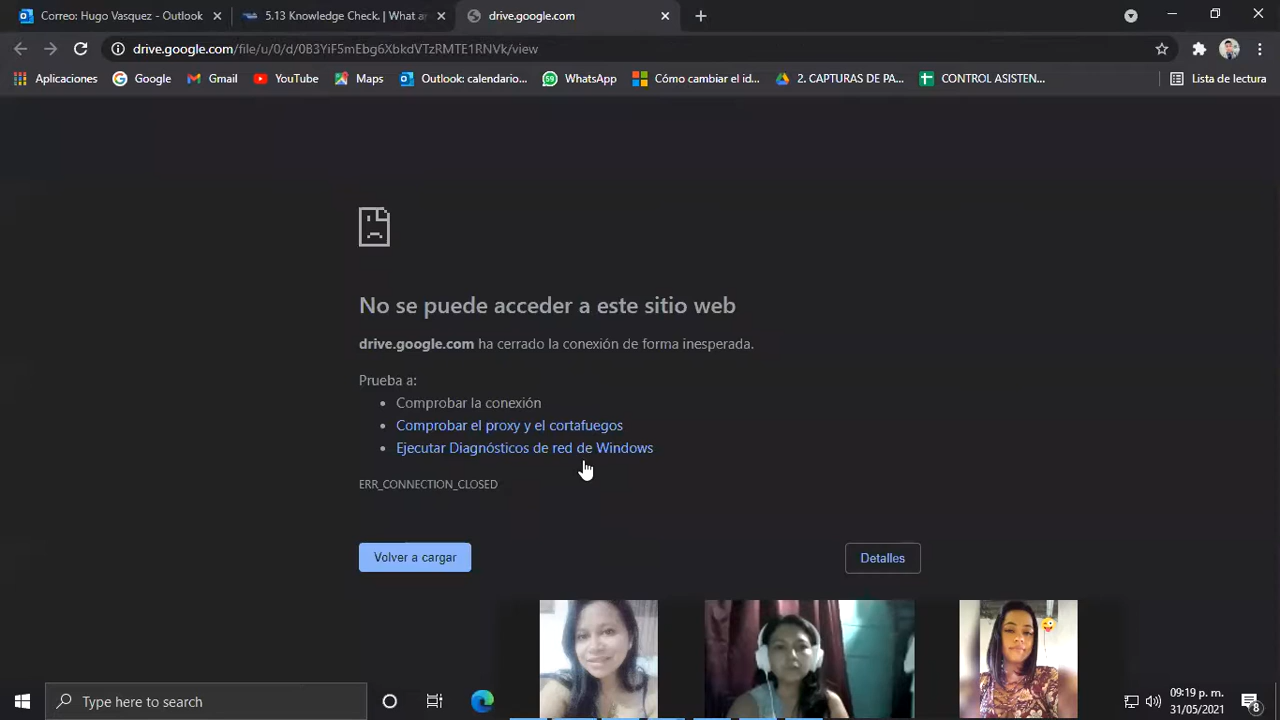 Correo: Hugo Vasquez - Outlook
5.13 Knowledge Check. | What ar
drive.google.com
drive.google.com/file/u/0/d/0B3YiF5mEbg6XbkdVTzRMTE1RNVk/view
Aplicaciones
Google
Gmail
YouTube
Maps
Outlook: calendario...
59
WhatsApp
Cómo cambiar el id...
2. CAPTURAS DE PA...
CONTROL ASISTEN...
Lista de lectura
No se puede acceder a este sitio web
drive.google.com ha cerrado la conexión de forma inesperada.
Prueba a:
• Comprobar la conexión
• Comprobar el proxy y el cortafuegos
• Ejecutar Diagnósticos de red de Windows
ERR_CONNECTION_CLOSED
Volver a cargar
Detalles
Type here to search
09:19 p. m.
31/05/2021
8